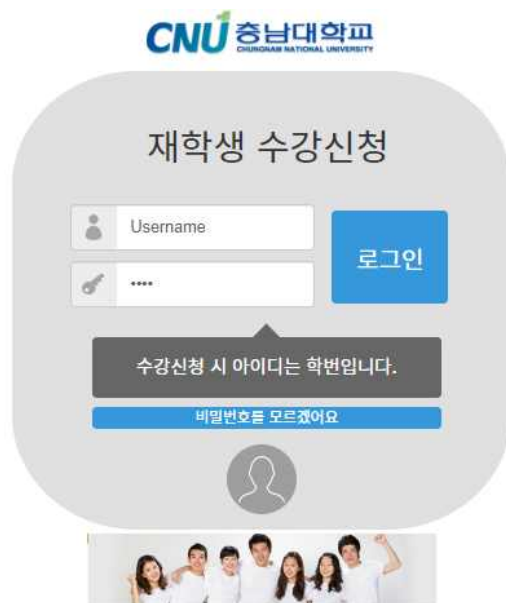 CNU 충남대학교
CHUNGNAM NATIONAL UNIVERSITY
재학생 수강신청
Username
••••
로그인
수강신청 시 아이디는 학번입니다.
비밀번호를 모르겠어요